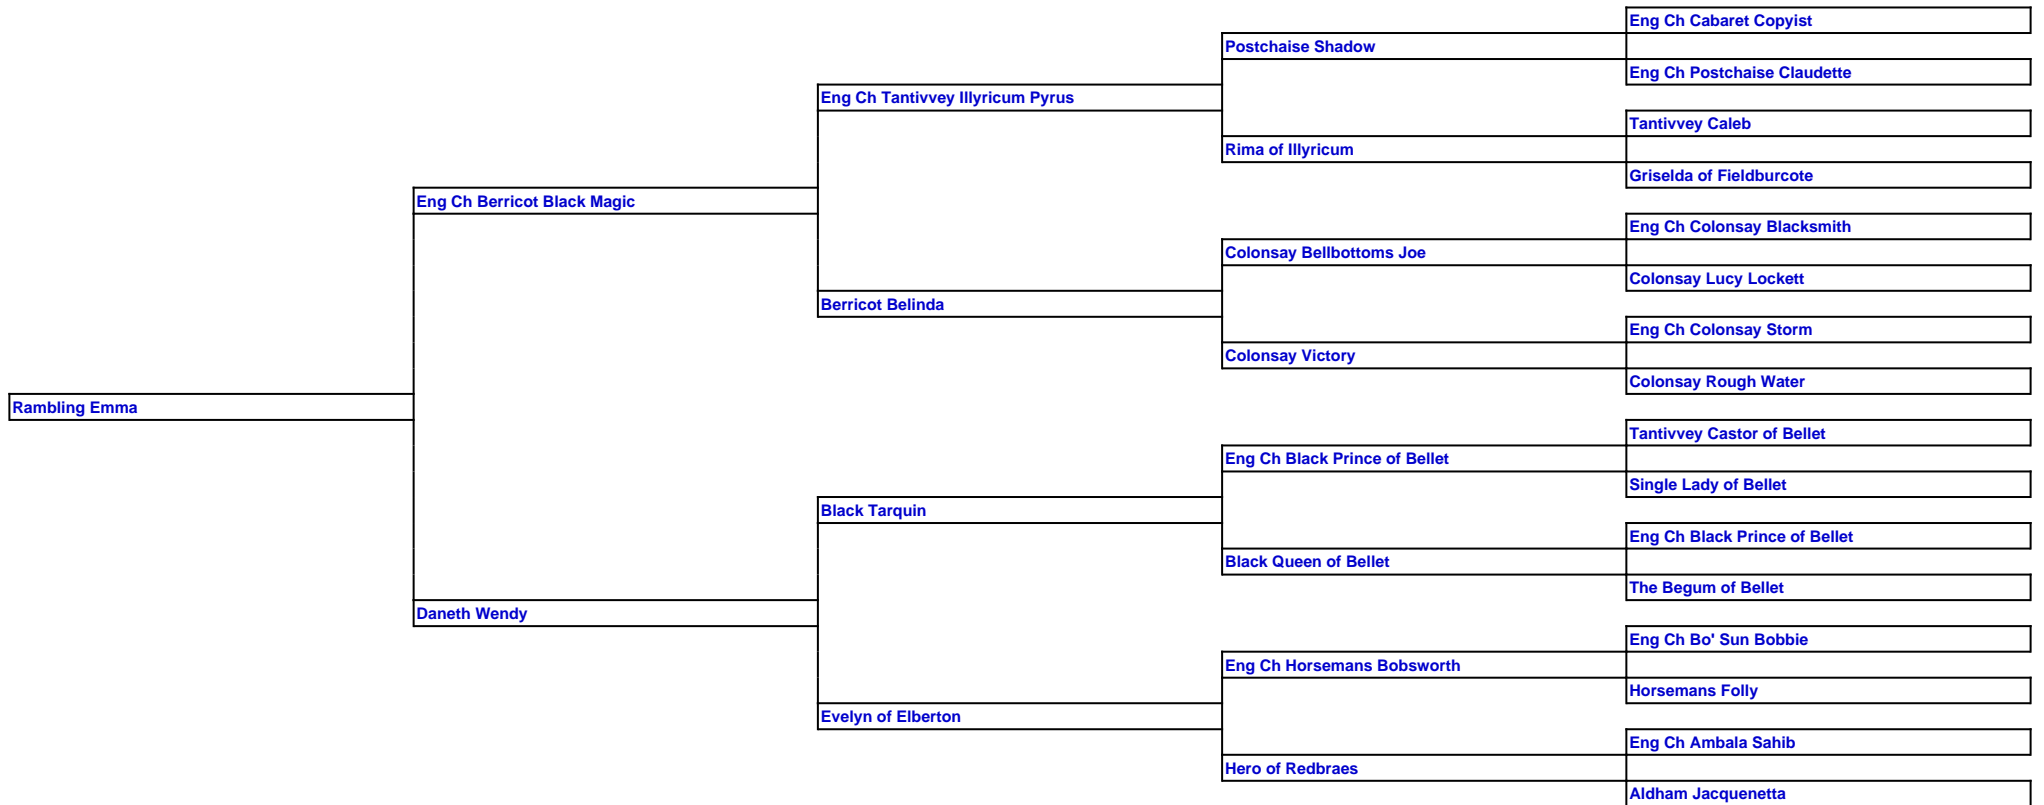 Eng Ch Cabaret Copyist
Postchaise Shadow
Eng Ch Postchaise Claudette
Eng Ch Tantivvey Illyricum Pyrus
Tantivvey Caleb
Rima of Illyricum
Griselda of Fieldburcote
Eng Ch Berricot Black Magic
Eng Ch Colonsay Blacksmith
Colonsay Bellbottoms Joe
Colonsay Lucy Lockett
Berricot Belinda
Eng Ch Colonsay Storm
Colonsay Victory
Colonsay Rough Water
Rambling Emma
Tantivvey Castor of Bellet
Eng Ch Black Prince of Bellet
Single Lady of Bellet
Black Tarquin
Eng Ch Black Prince of Bellet
Black Queen of Bellet
The Begum of Bellet
Daneth Wendy
Eng Ch Bo' Sun Bobbie
Eng Ch Horsemans Bobsworth
Horsemans Folly
Evelyn of Elberton
Eng Ch Ambala Sahib
Hero of Redbraes
Aldham Jacquenetta